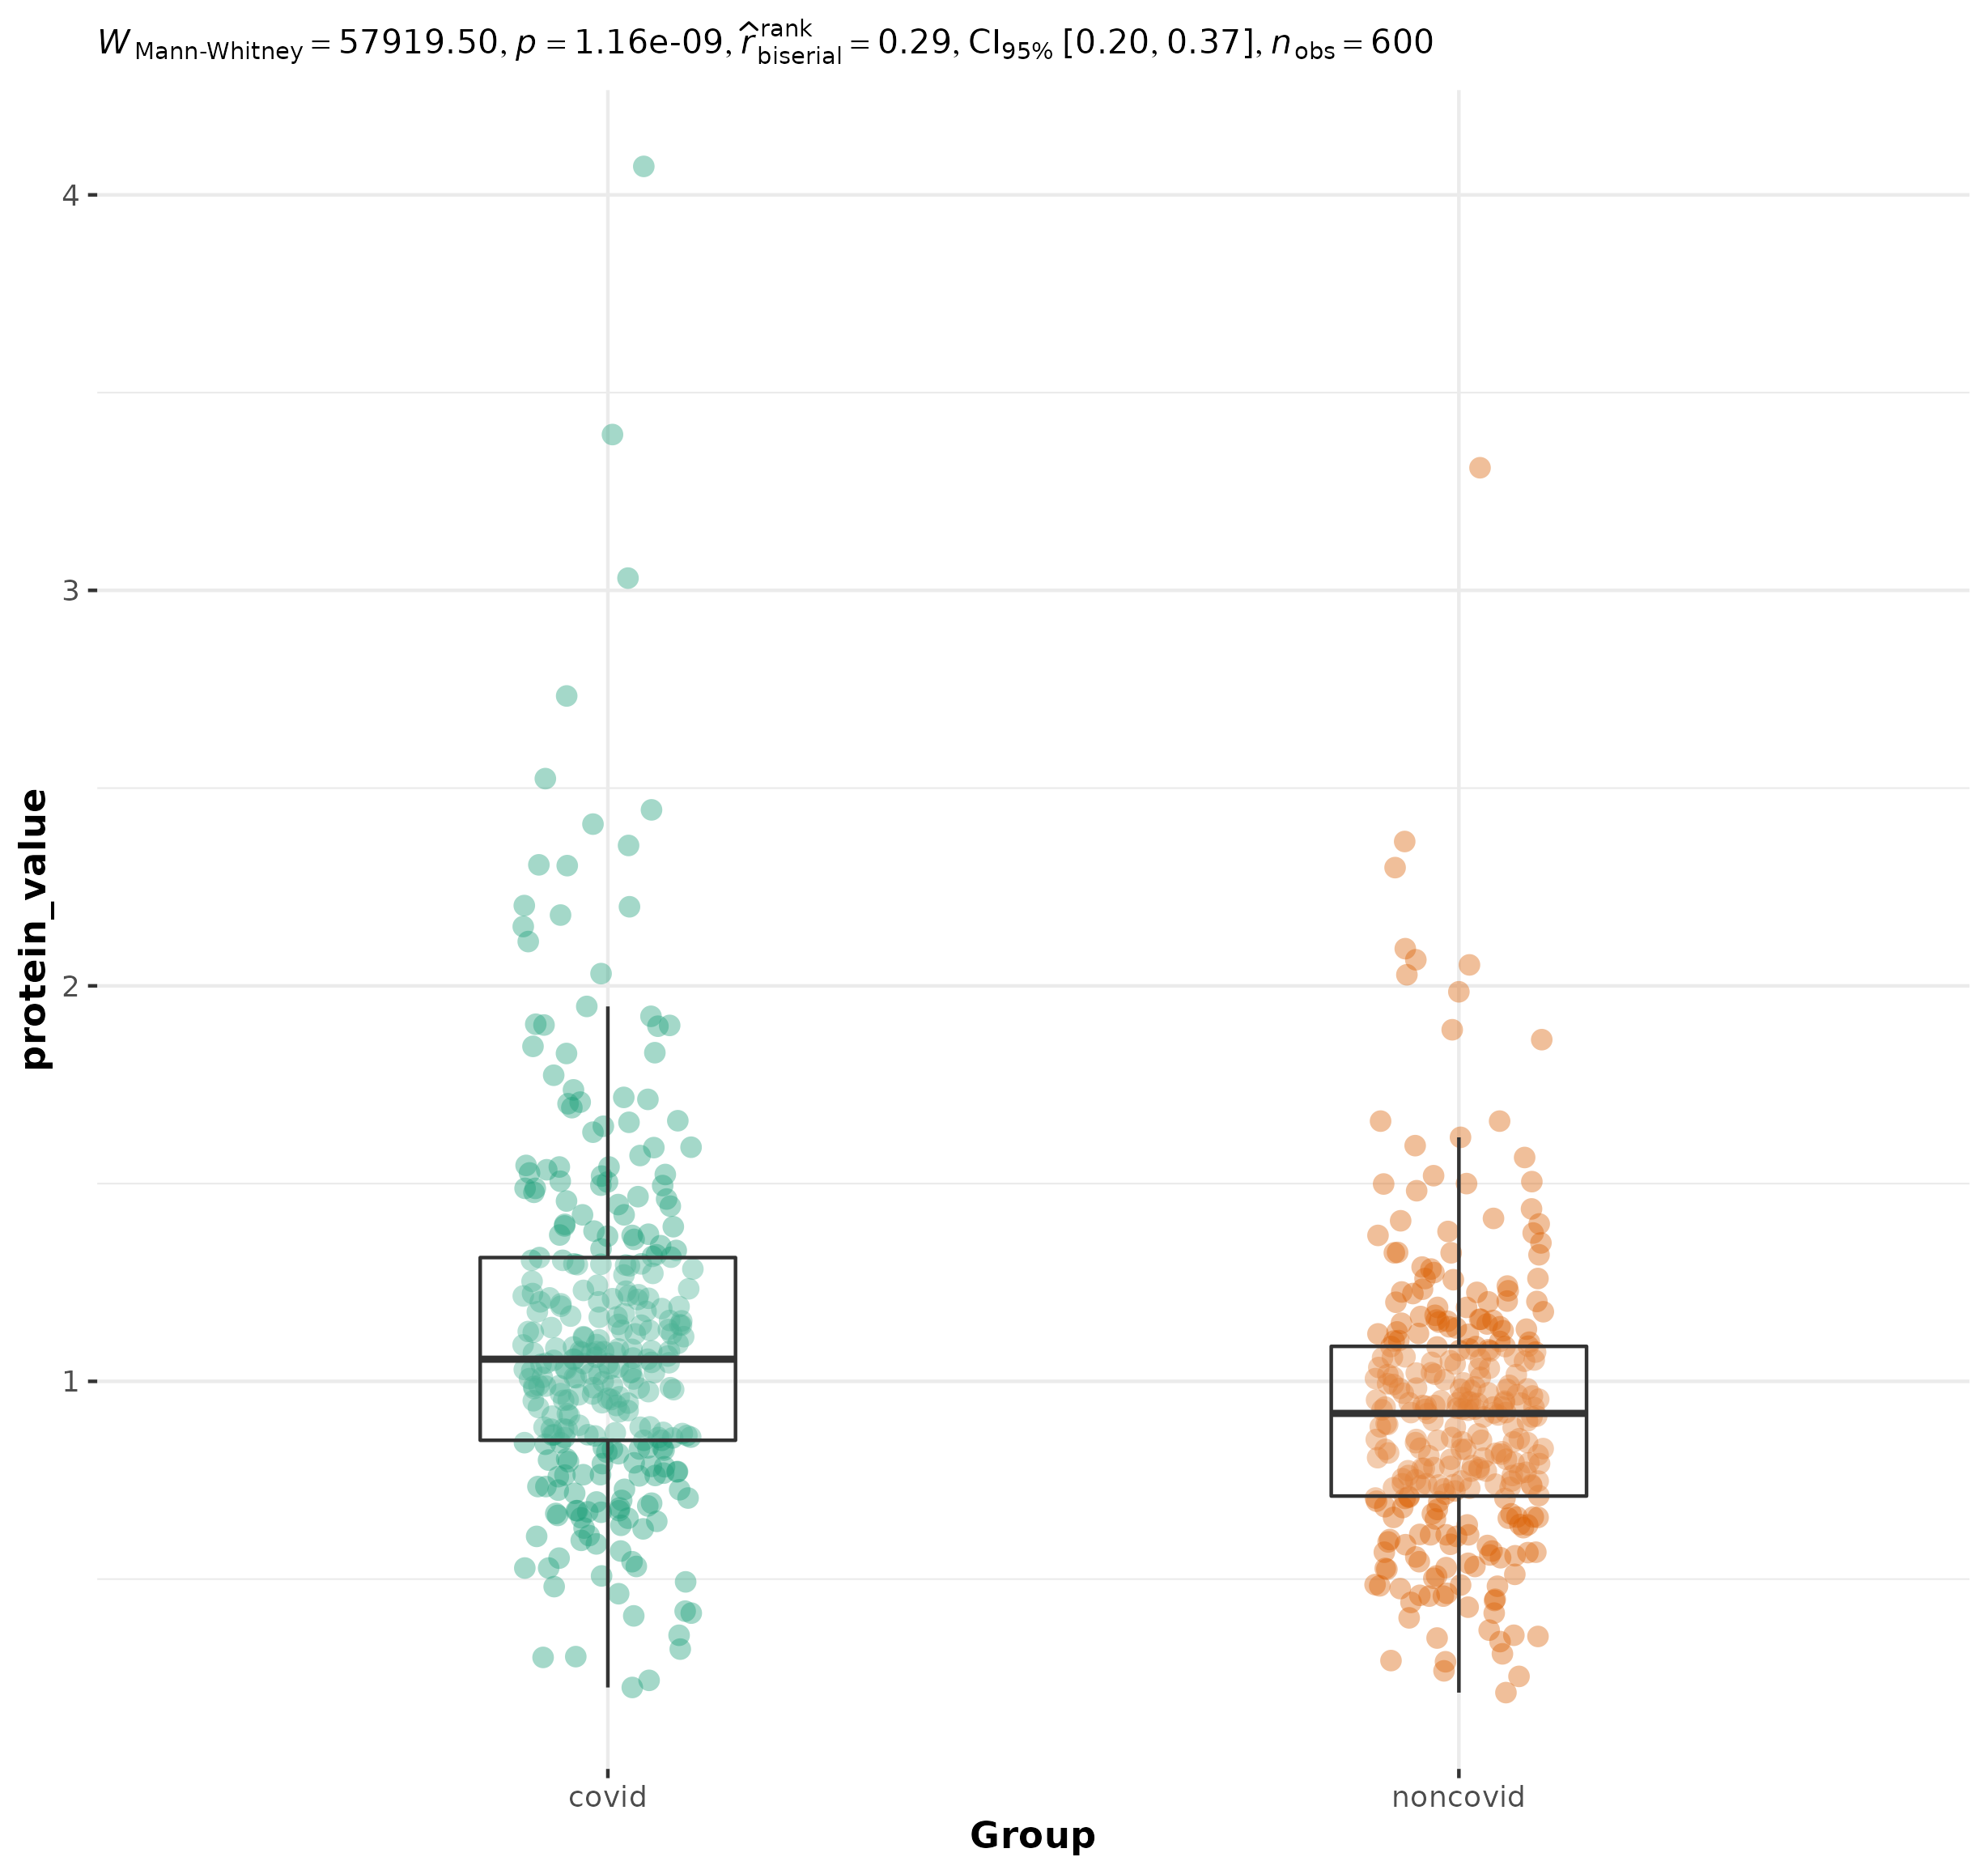 W Mann-Whitney = 57919.50, p = 1.16e-09, r̂ rank biserial = 0.29, CI95% [0.20, 0.37], n obs = 600
4
3
2
1
protein_value
covid noncovid
Group